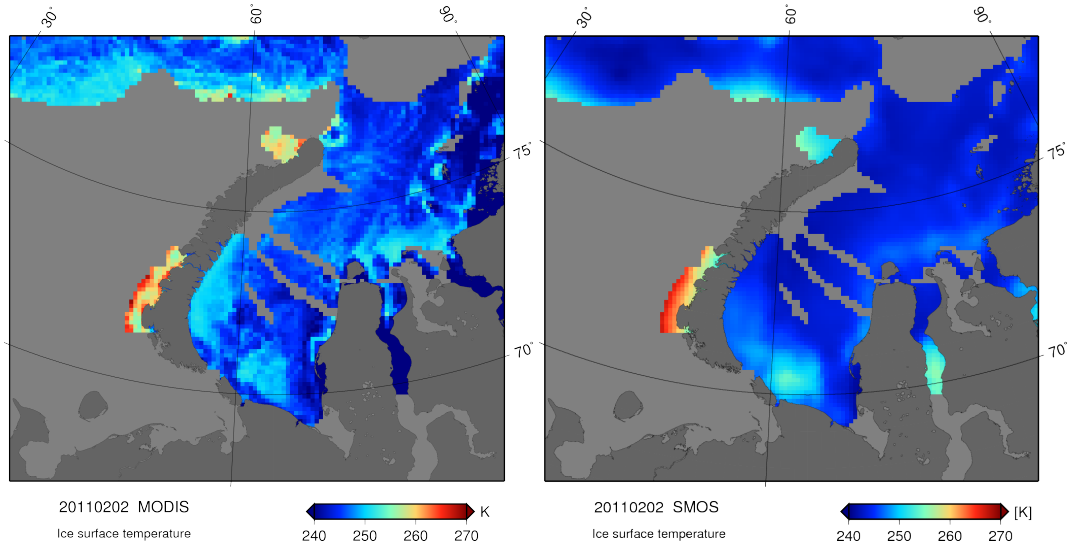 30° 60° 90° 30° 60° 90°
75° 75°
70° 70°
20110202 MODIS K 20110202 SMOS [K]
Ice surface temperature 240 250 260 270 Ice surface temperature 240 250 260 270